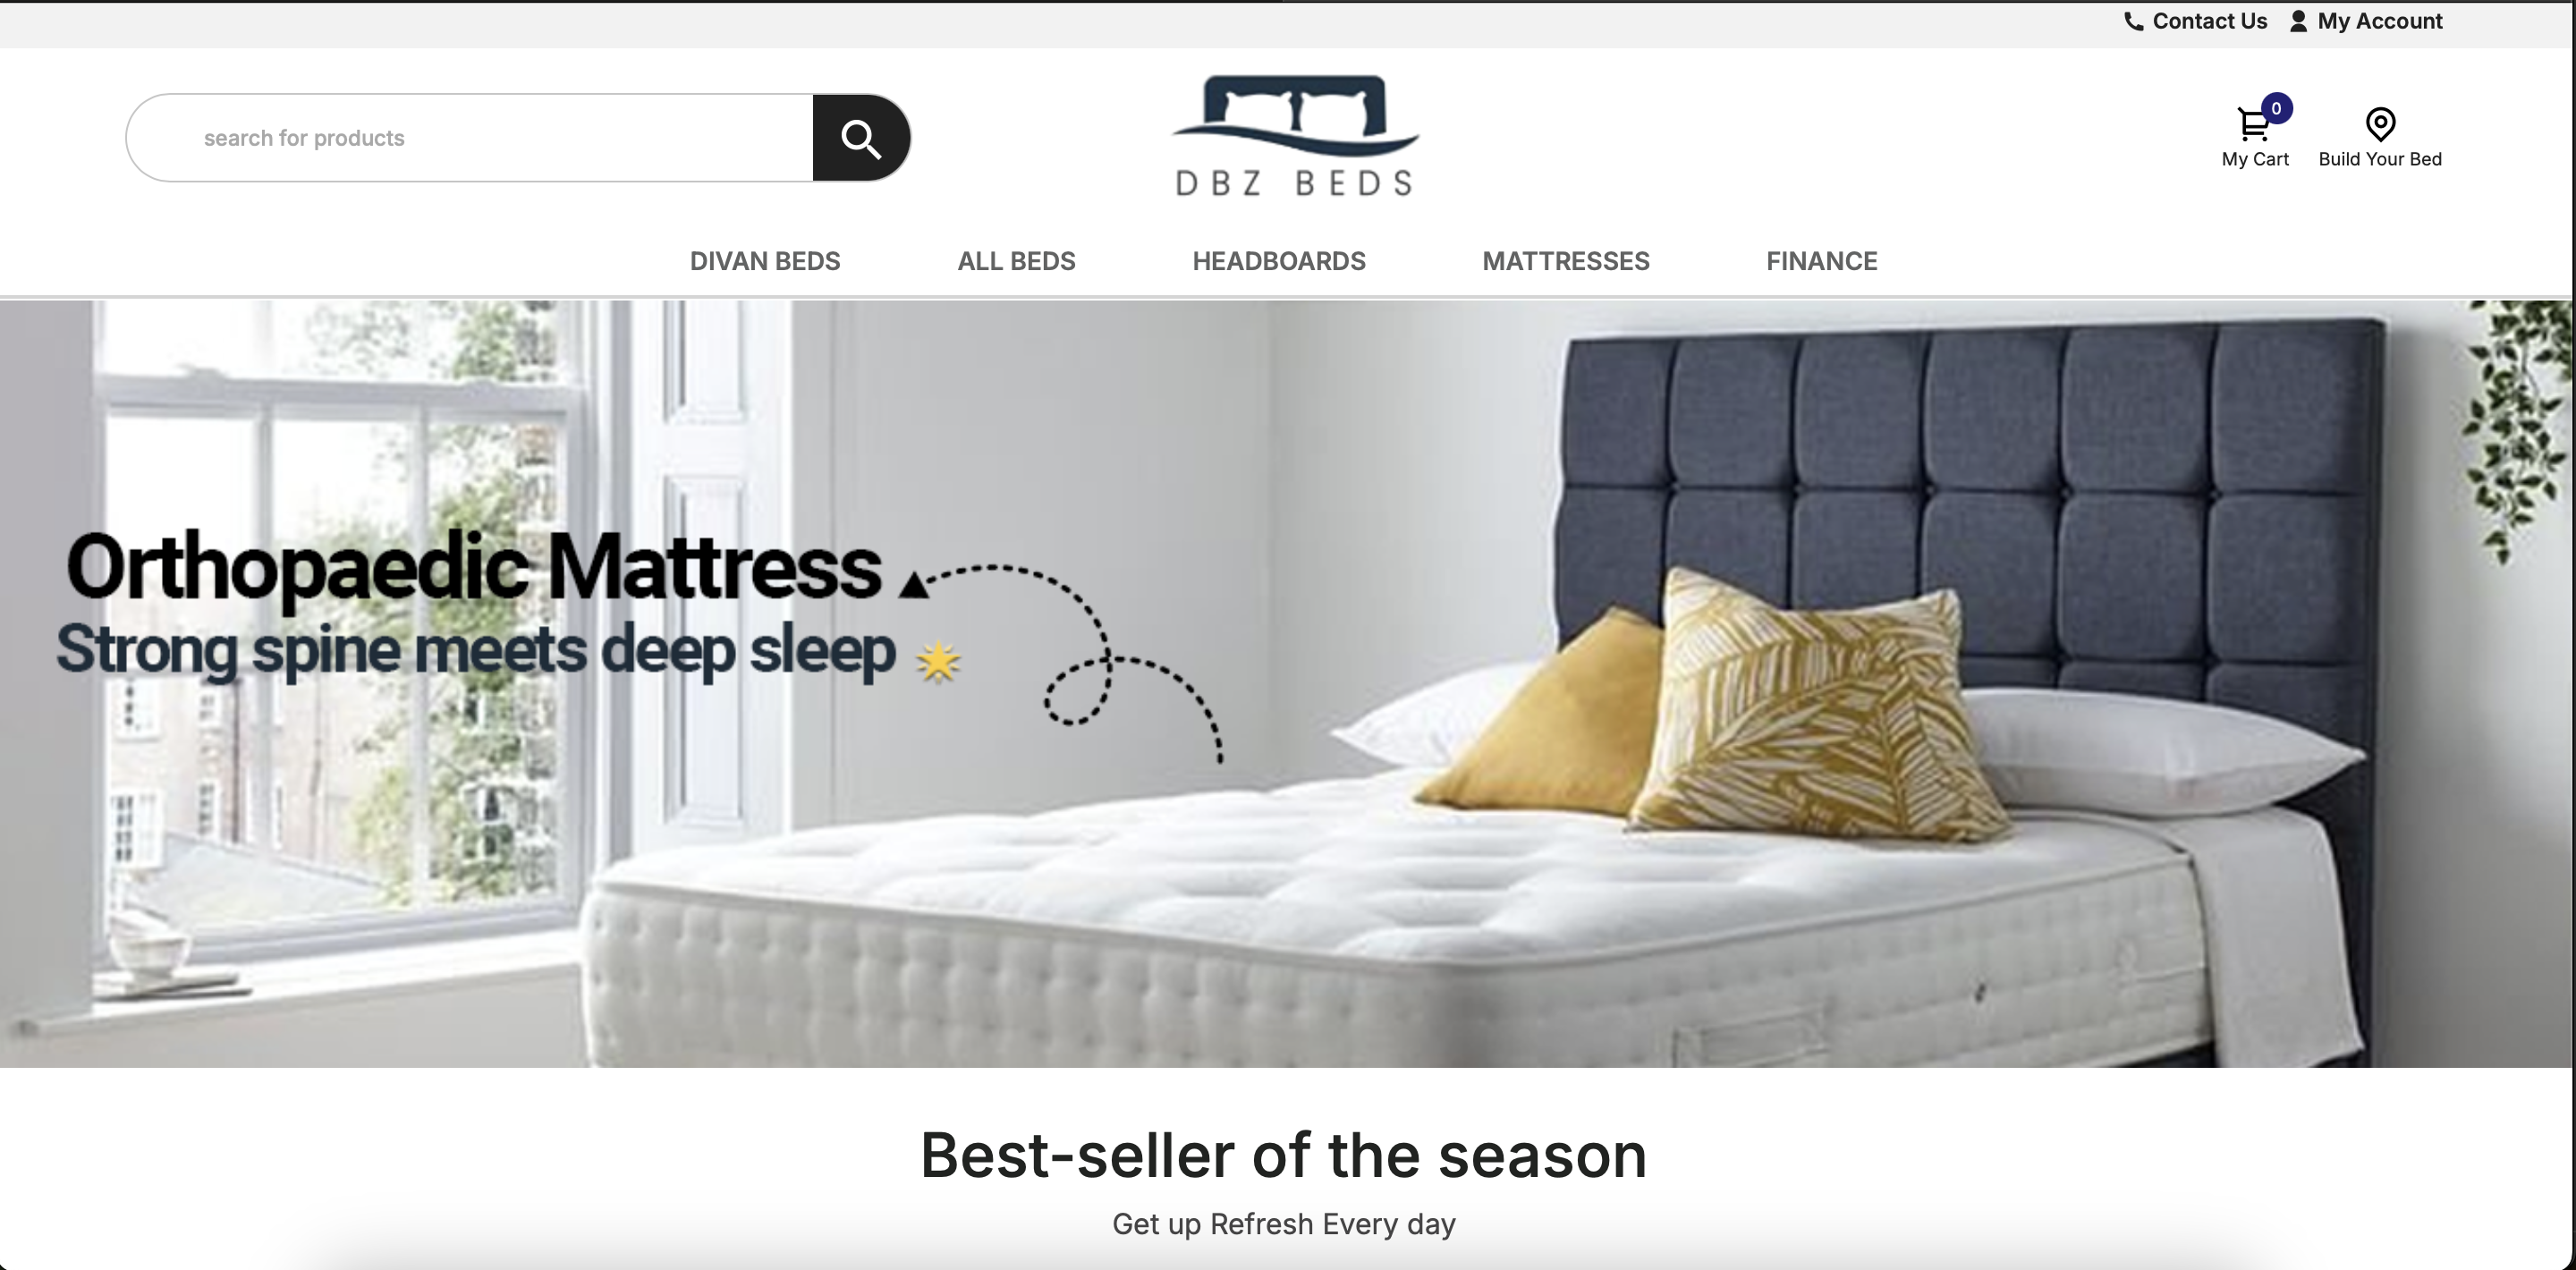 Contact Us My Account
search for products
DBZ BEDS
0
My Cart Build Your Bed
DIVAN BEDS ALL BEDS HEADBOARDS MATTRESSES FINANCE
Orthopaedic Mattress
Strong spine meets deep sleep
Best-seller of the season
Get up Refresh Every day